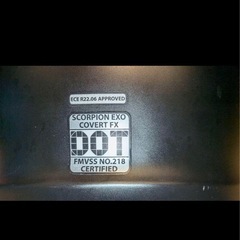 ECE R22.06 APPROVED
SCORPION EXO
COVERT FX
DOT
FMVSS NO.218
CERTIFIED